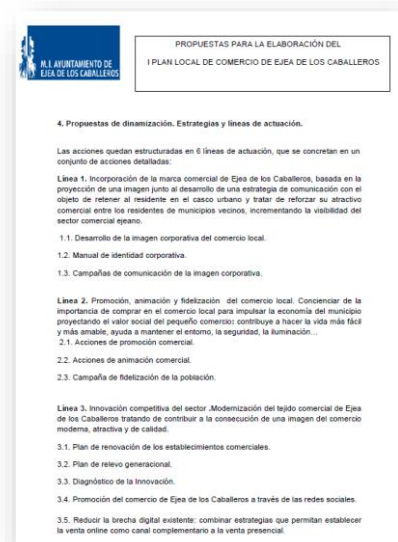 M.I. AYUNTAMIENTO DE
EJEA DE LOS CABALLEROS
PROPUESTAS PARA LA ELABORACIÓN DEL
I PLAN LOCAL DE COMERCIO DE EJEA DE LOS CABALLEROS
4. Propuestas de dinamización. Estrategias y líneas de actuación.
Las acciones quedan estructuradas en 6 líneas de actuación, que se concretan en un
conjunto de acciones detalladas:
Línea 1. Incorporación de la marca comercial de Ejea de los Caballeros, basada en la
proyección de una imagen junto al desarrollo de una estrategia de comunicación con el
objeto de retener al residente en el casco urbano y tratar de reforzar su atractivo
comercial entre los residentes de municipios vecinos, incrementando la visibilidad del
sector comercial ejeano.
1.1. Desarrollo de la imagen corporativa del comercio local.
1.2. Manual de identidad corporativa.
1.3. Campañas de comunicación de la imagen corporativa.
Línea 2. Promoción, animación y fidelización del comercio local. Concienciar de la
importancia de comprar en el comercio local para impulsar la economía del municipio
proyectando el valor social del pequeño comercio: contribuye a hacer la vida más fácil
y más amable, ayuda a mantener el entorno, la seguridad, la iluminación…
2.1. Acciones de promoción comercial.
2.2. Acciones de animación comercial.
2.3. Campaña de fidelización de la población.
Línea 3. Innovación competitiva del sector .Modernización del tejido comercial de Ejea
de los Caballeros tratando de contribuir a la consecución de una imagen del comercio
moderna, atractiva y de calidad.
3.1. Plan de renovación de los establecimientos comerciales.
3.2. Plan de relevo generacional.
3.3. Diagnóstico de la Innovación.
3.4. Promoción del comercio de Ejea de los Caballeros a través de las redes sociales.
3.5. Reducir la brecha digital existente: combinar estrategias que permitan establecer
la venta online como canal complementario a la venta presencial.